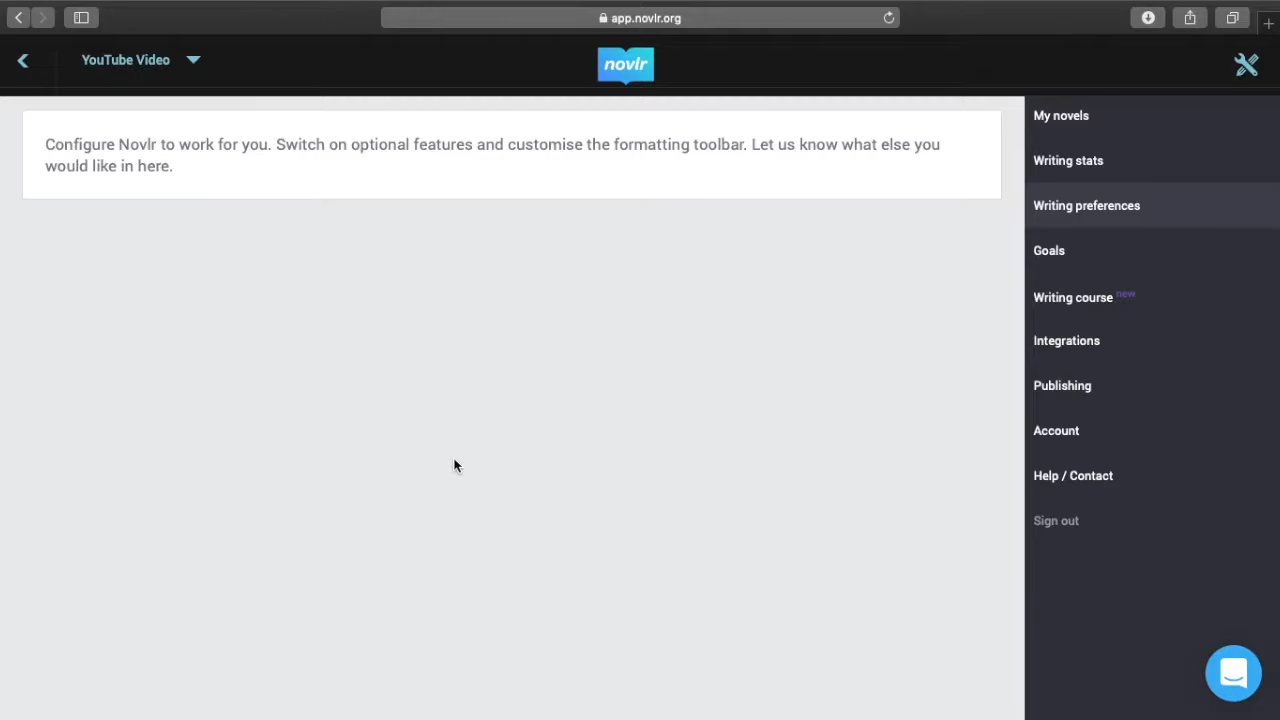 app.novlr.org
YouTube Video
novlr
Configure Novlr to work for you. Switch on optional features and customise the formatting toolbar. Let us know what else you
would like in here.
My novels
Writing stats
Writing preferences
Goals
Writing course new
Integrations
Publishing
Account
Help / Contact
Sign out